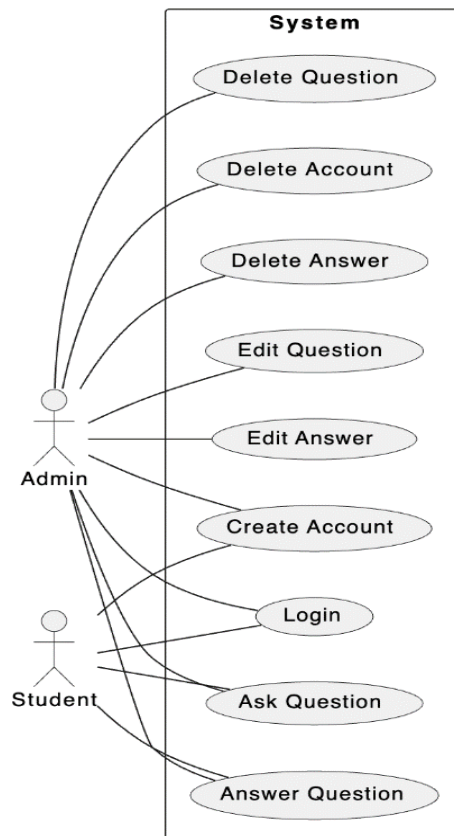 System
Delete Question
Delete Account
Delete Answer
Edit Question
Edit Answer
Admin
Create Account
Login
Student
Ask Question
Answer Question